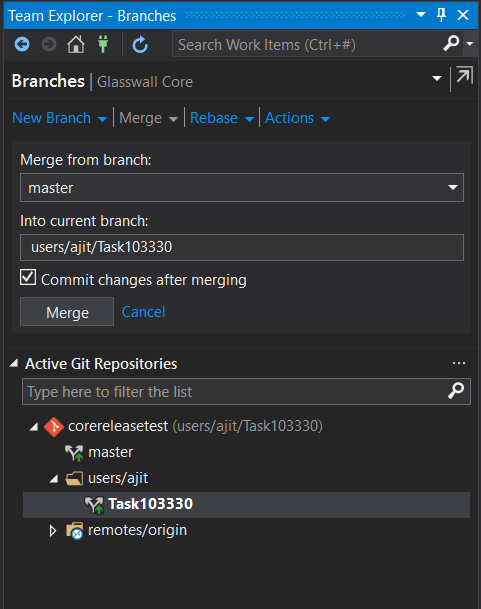 Team Explorer - Branches
Search Work Items (Ctrl+#)
Branches | Glasswall Core
New Branch | Merge | Rebase | Actions
Merge from branch:
master
Into current branch:
users/ajit/Task103330
Commit changes after merging
Merge Cancel
Active Git Repositories ...
Type here to filter the list
corereleasetest (users/ajit/Task103330)
master
users/ajit
Task103330
remotes/origin